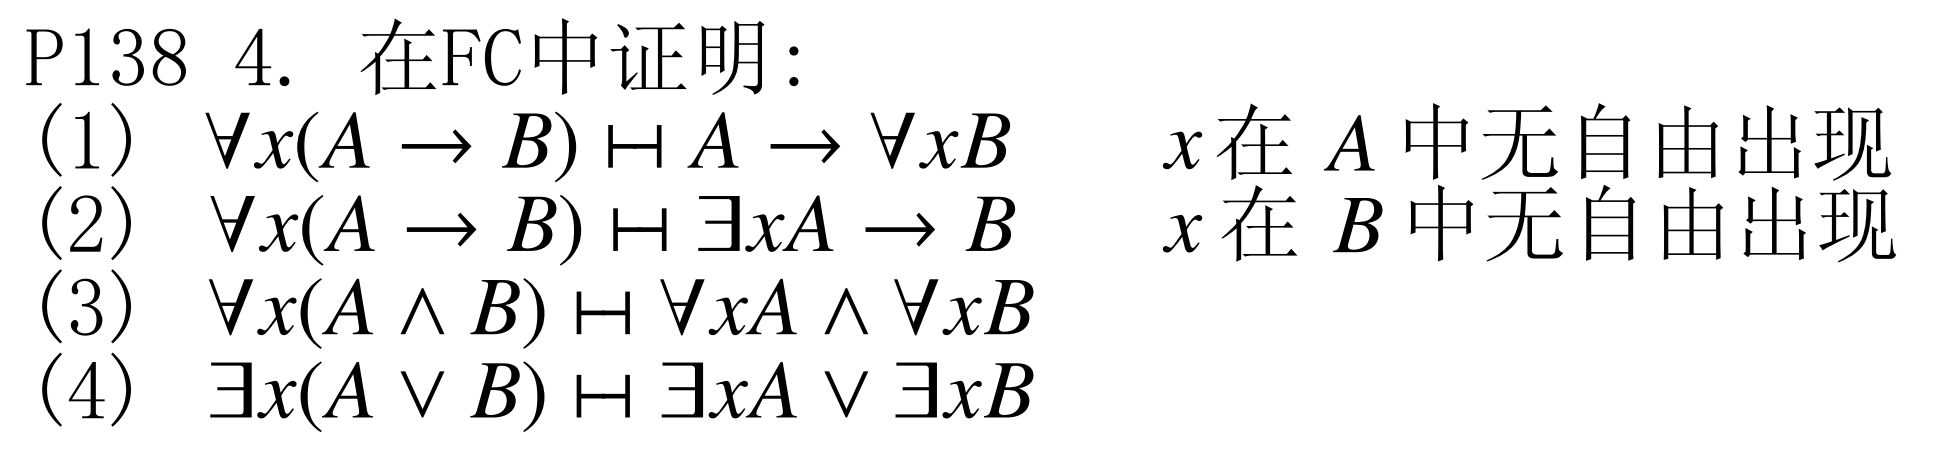 P138 4. 在FC中证明:
(1) ∀x(A → B) ⊢⊣ A → ∀xB x在 A 中无自由出现
(2) ∀x(A → B) ⊢⊣ ∃xA → B x在 B 中无自由出现
(3) ∀x(A ∧ B) ⊢⊣ ∀xA ∧ ∀xB
(4) ∃x(A ∨ B) ⊢⊣ ∃xA ∨ ∃xB